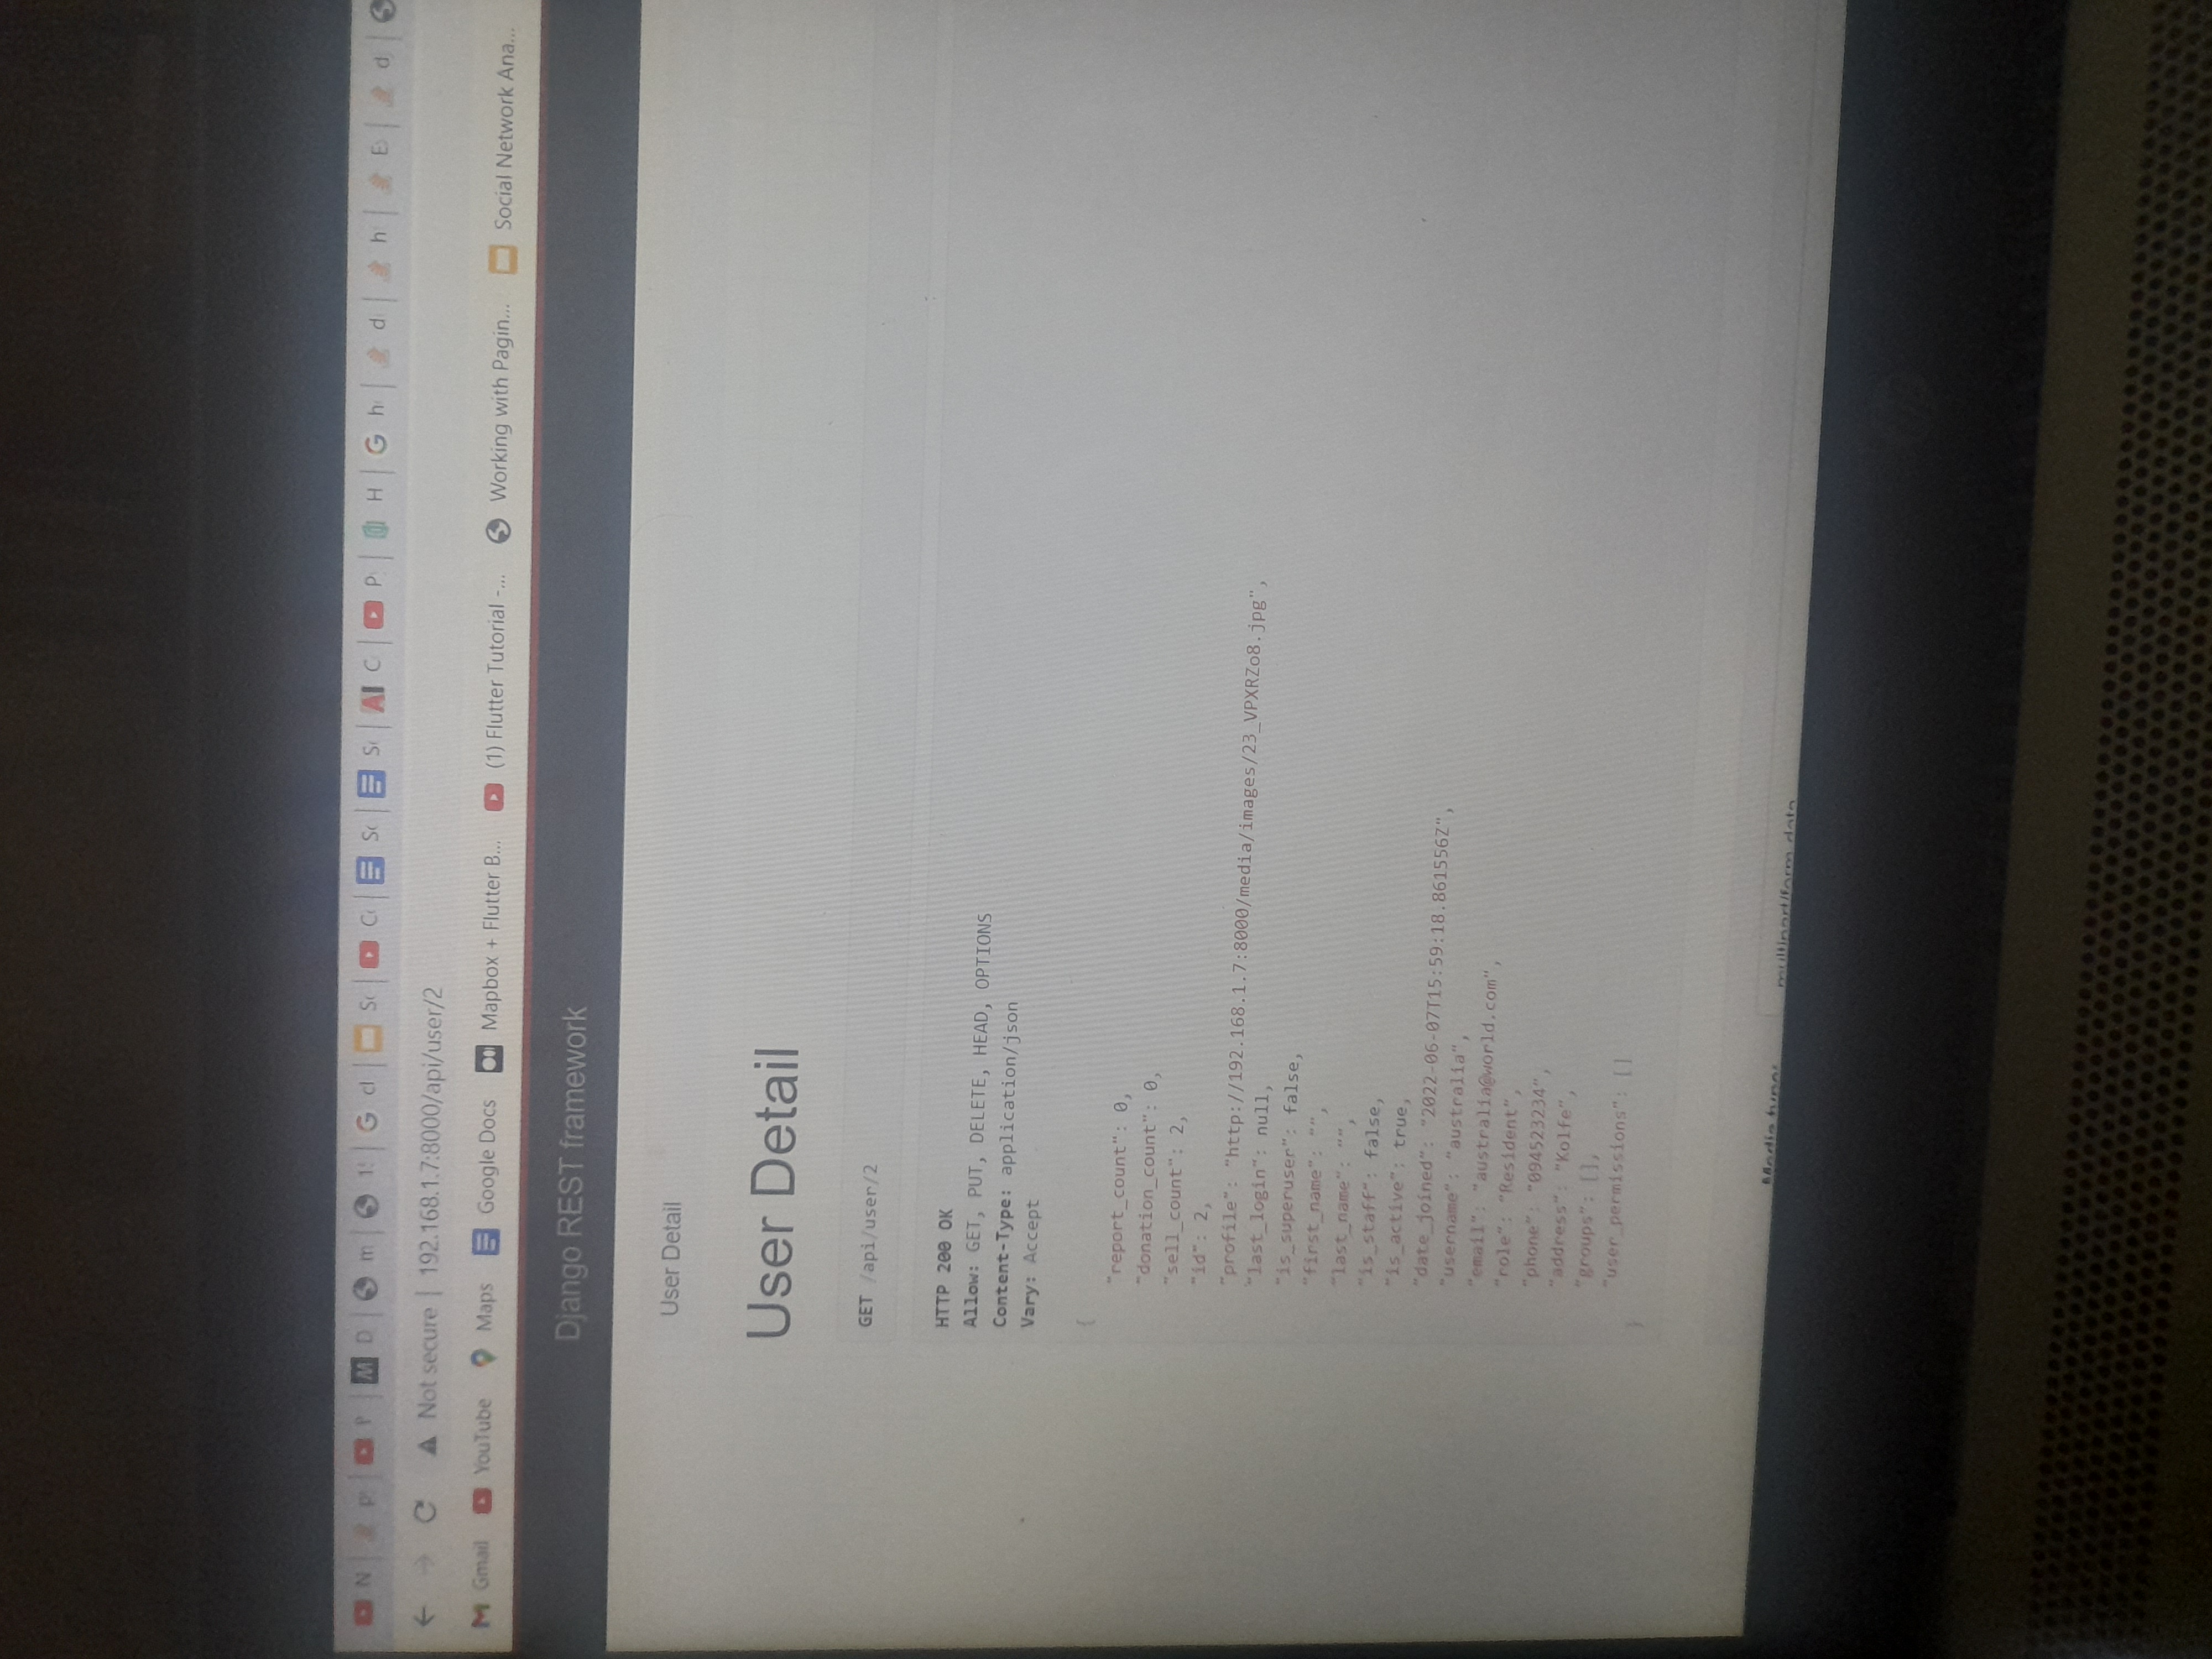 N
P
M D
m
G cl
Sc
Sc
AI C
P
H
G h
d
h
E
d
Not secure | 192.168.1.7:8000/api/user/2
Gmail YouTube Maps Google Docs Mapbox + Flutter B... (1) Flutter Tutorial -... Working with Pagin... Social Network Ana...
Django REST framework
User Detail
User Detail
GET /api/user/2
HTTP 200 OK
Allow: GET, PUT, DELETE, HEAD, OPTIONS
Content-Type: application/json
Vary: Accept
{
"report_count": 0,
"donation_count": 0,
"sell_count": 2,
"id": 2,
"profile": "http://192.168.1.7:8000/media/images/23_VPXRZo8.jpg",
"last_login": null,
"is_superuser": false,
"first_name": "",
"last_name": "",
"is_staff": false,
"is_active": true,
"date_joined": "2022-06-07T15:59:18.861556Z",
"username": "australia",
"email": "australia@world.com",
"role": "Resident",
"phone": "094523234",
"address": "Kolfe",
"groups": [],
"user_permissions": []
}
Media type: multipart/form-data